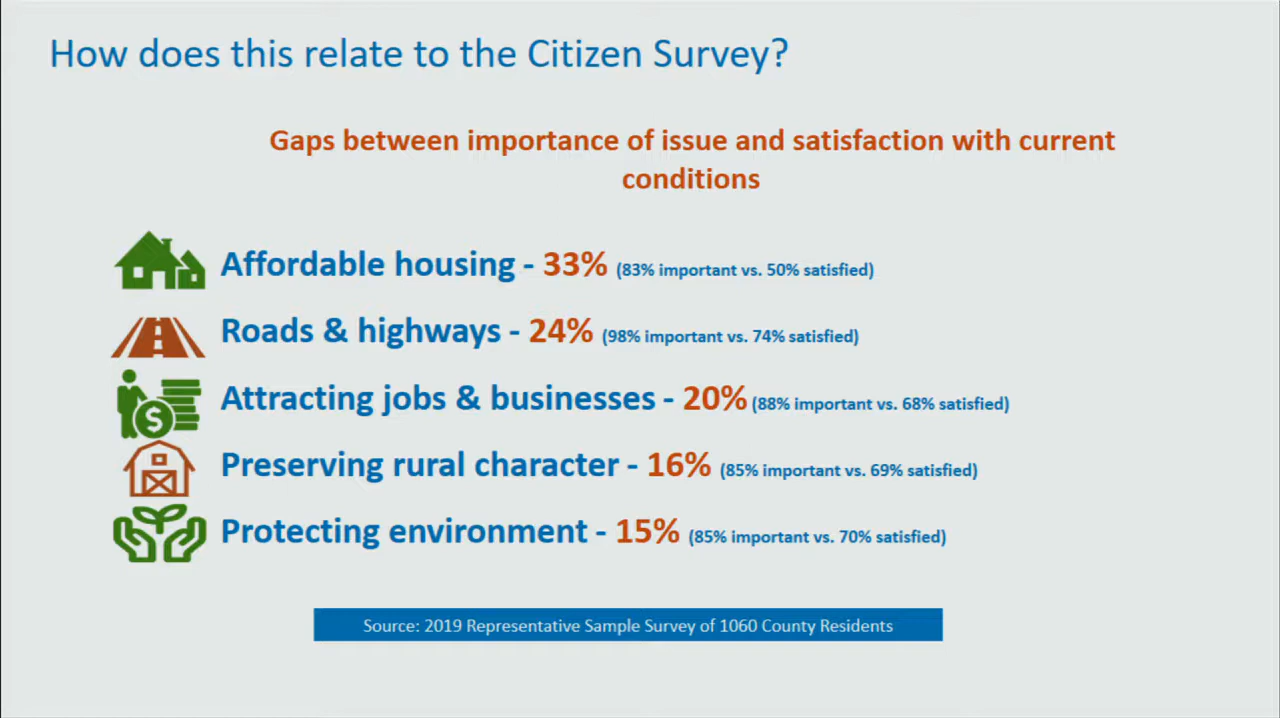 How does this relate to the Citizen Survey?
Gaps between importance of issue and satisfaction with current
conditions
Affordable housing - 33% (83% important vs. 50% satisfied)
Roads & highways - 24% (98% important vs. 74% satisfied)
Attracting jobs & businesses - 20% (88% important vs. 68% satisfied)
Preserving rural character - 16% (85% important vs. 69% satisfied)
Protecting environment - 15% (85% important vs. 70% satisfied)
Source: 2019 Representative Sample Survey of 1060 County Residents